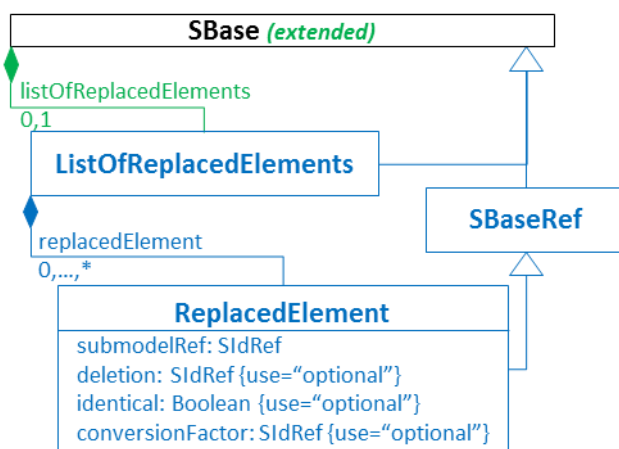 SBase (extended)
listOfReplacedElements
0,1
ListOfReplacedElements
SBaseRef
replacedElement
0,...,*
ReplacedElement
submodelRef: SIdRef
deletion: SIdRef {use=“optional”}
identical: Boolean {use=“optional”}
conversionFactor: SIdRef {use=“optional”}